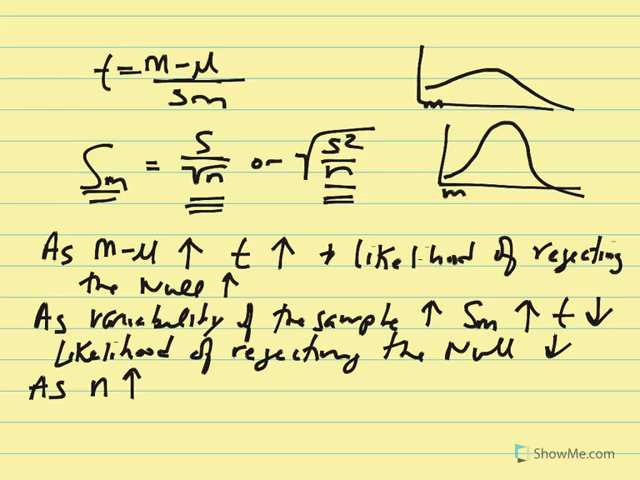 t = M - μ
sm
Sm = s/√n or √s²/n
m
m
As M - μ ↑ t ↑ + likelihood of rejecting
the Null ↑
As variability of the sample ↑ Sm ↑ t ↓
Likelihood of rejecting the Null ↓
As n ↑
ShowMe.com